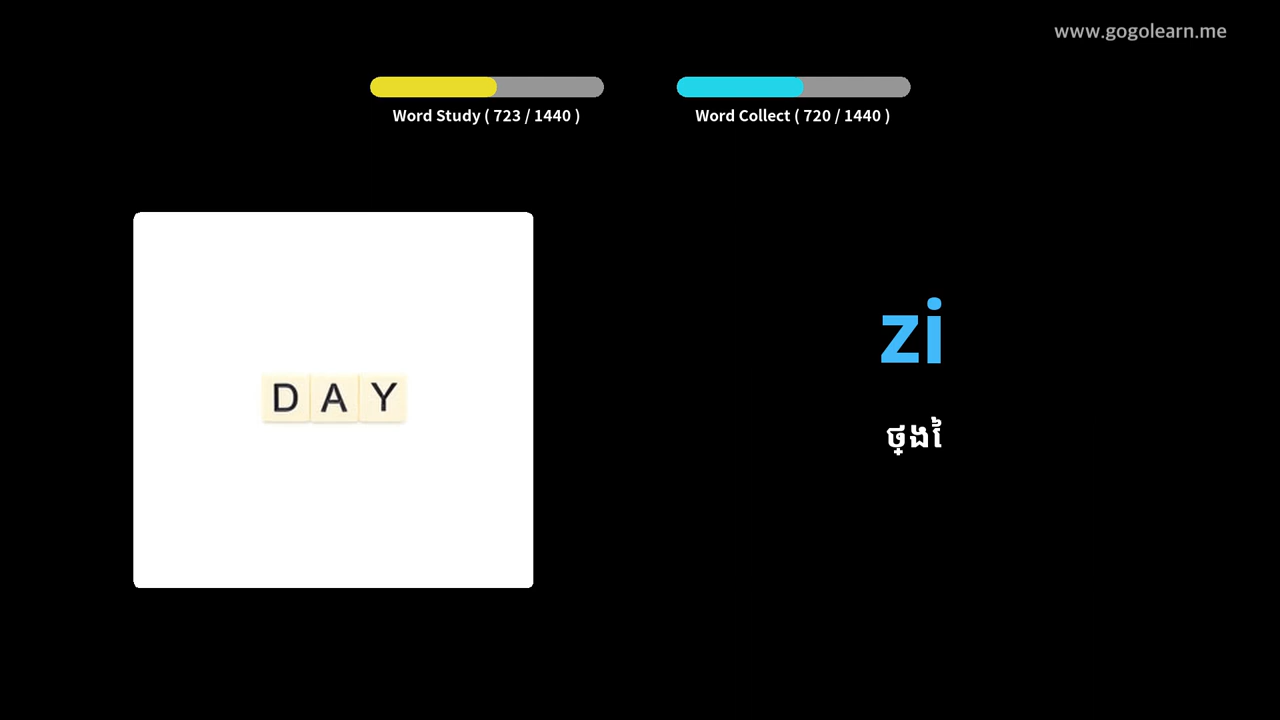 www.gogolearn.me
Word Study ( 723 / 1440 )
Word Collect ( 720 / 1440 )
DAY
zi
ថ្ងៃ